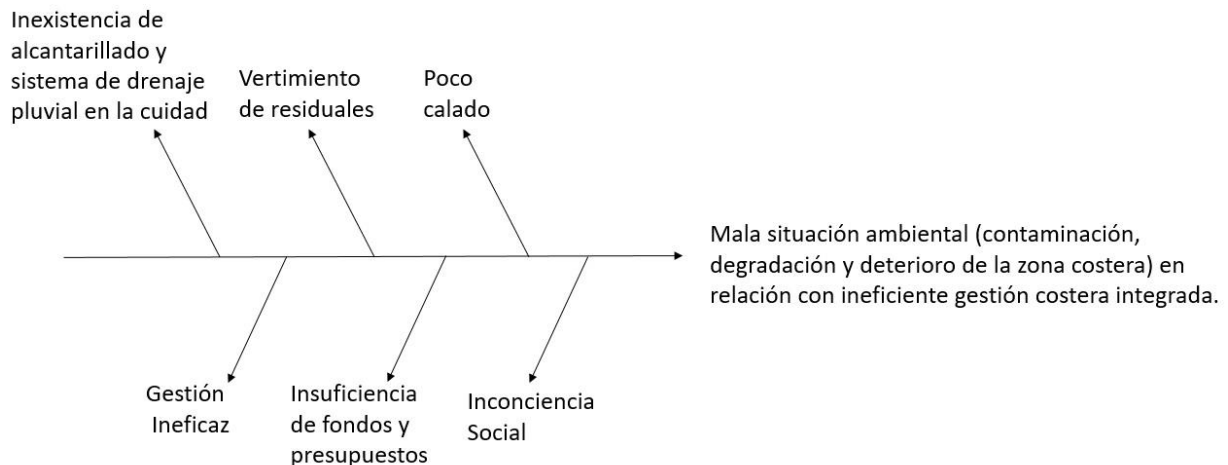 Inexistencia de
alcantarillado y
sistema de drenaje
pluvial en la cuidad
Vertimiento
de residuales
Poco
calado
Mala situación ambiental (contaminación,
degradación y deterioro de la zona costera) en
relación con ineficiente gestión costera integrada.
Gestión
Ineficaz
Insuficiencia
de fondos y
presupuestos
Inconciencia
Social